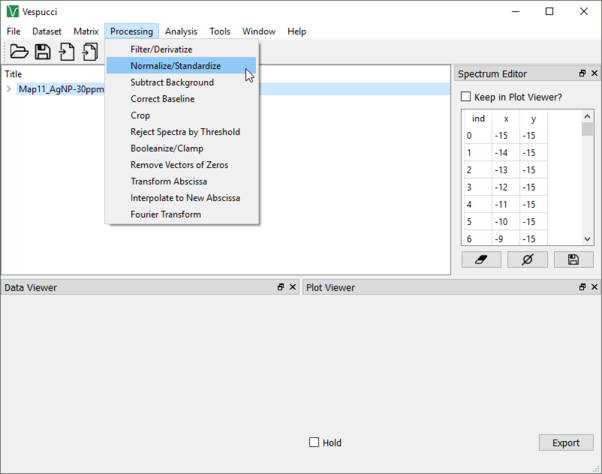 Vespucci
File Dataset Matrix Processing Analysis Tools Window Help
Title
Map11_AgNP-30ppm
Filter/Derivatize
Normalize/Standardize
Subtract Background
Correct Baseline
Crop
Reject Spectra by Threshold
Booleanize/Clamp
Remove Vectors of Zeros
Transform Abscissa
Interpolate to New Abscissa
Fourier Transform
Spectrum Editor
Keep in Plot Viewer?
ind x y
0 -15 -15
1 -14 -15
2 -13 -15
3 -12 -15
4 -11 -15
5 -10 -15
6 -9 -15
Data Viewer
Plot Viewer
Hold
Export